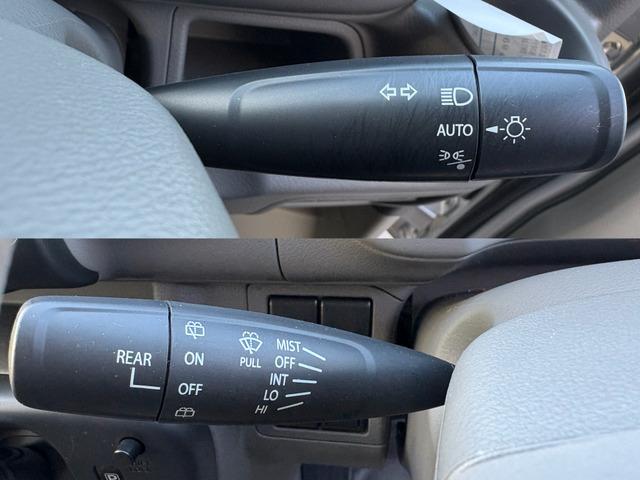 AUTO
REAR
ON
OFF
PULL
MIST
OFF
INT
LO
HI
P